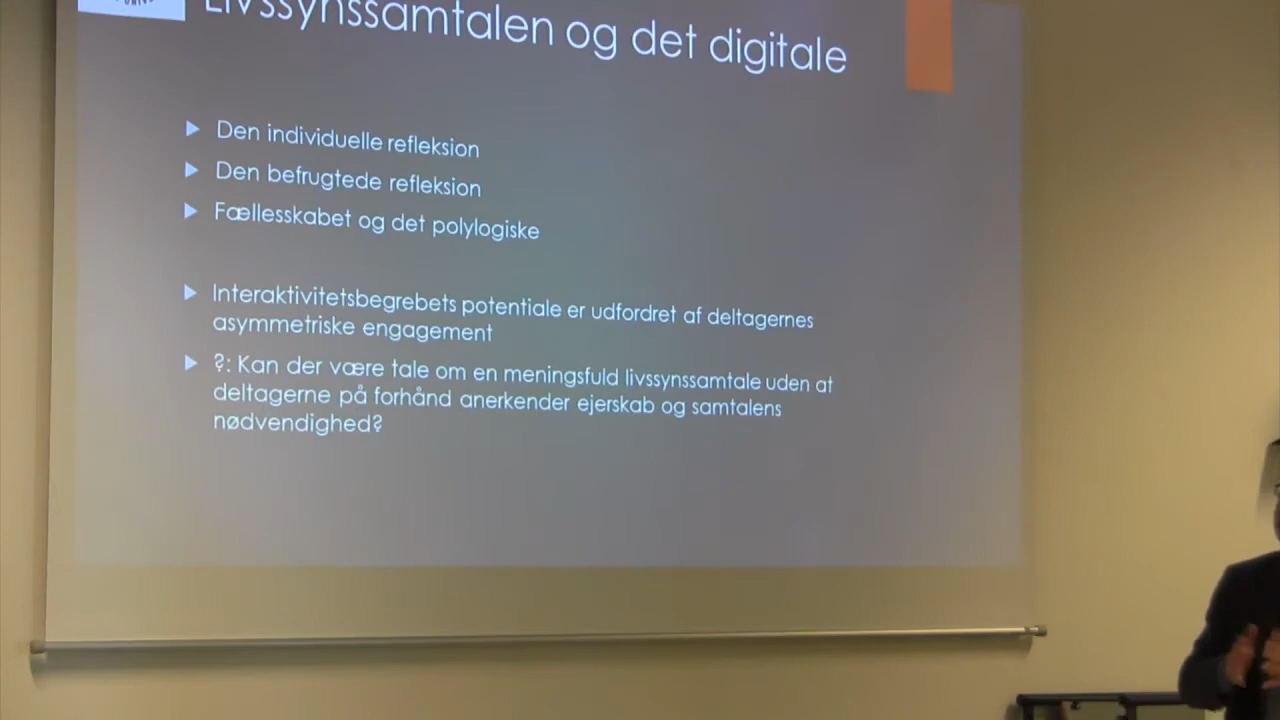 Livssynssamtalen og det digitale
Den individuelle refleksion
Den befrugtede refleksion
Fællesskabet og det polylogiske
Interaktivitetsbegrebets potentiale er udfordret af deltagernes
asymmetriske engagement
?: Kan der være tale om en meningsfuld livssynssamtale uden at
deltagerne på forhånd anerkender ejerskab og samtalens
nødvendighed?